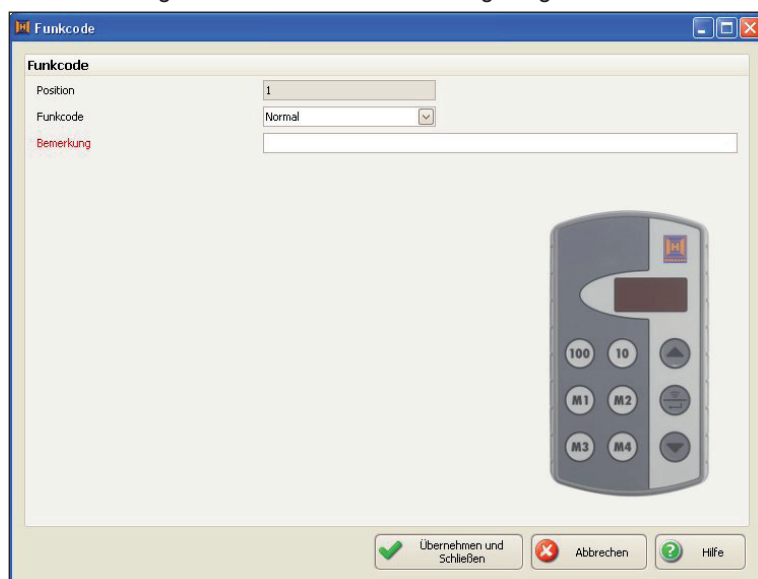 Funkcode
Funkcode
Position 1
Funkcode Normal
Bemerkung
100 10
M1 M2
M3 M4
Übernehmen und
Schließen
Abbrechen
Hilfe